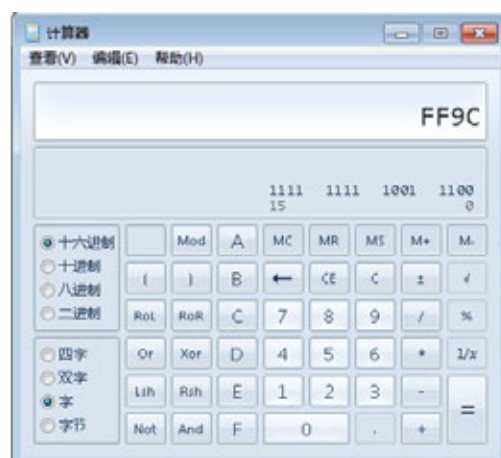 计算器
查看(V) 编辑(E) 帮助(H)
FF9C
1111 1111 1001 1100
15 0
十六进制 Mod A MC MR MS M+ M-
十进制 ( ) B ← CE C ± √
八进制
二进制 RoL RoR C 7 8 9 / %
四字 Or Xor D 4 5 6 * 1/x
双字
字 Lsh Rsh E 1 2 3 - =
字节 Not And F 0 . +